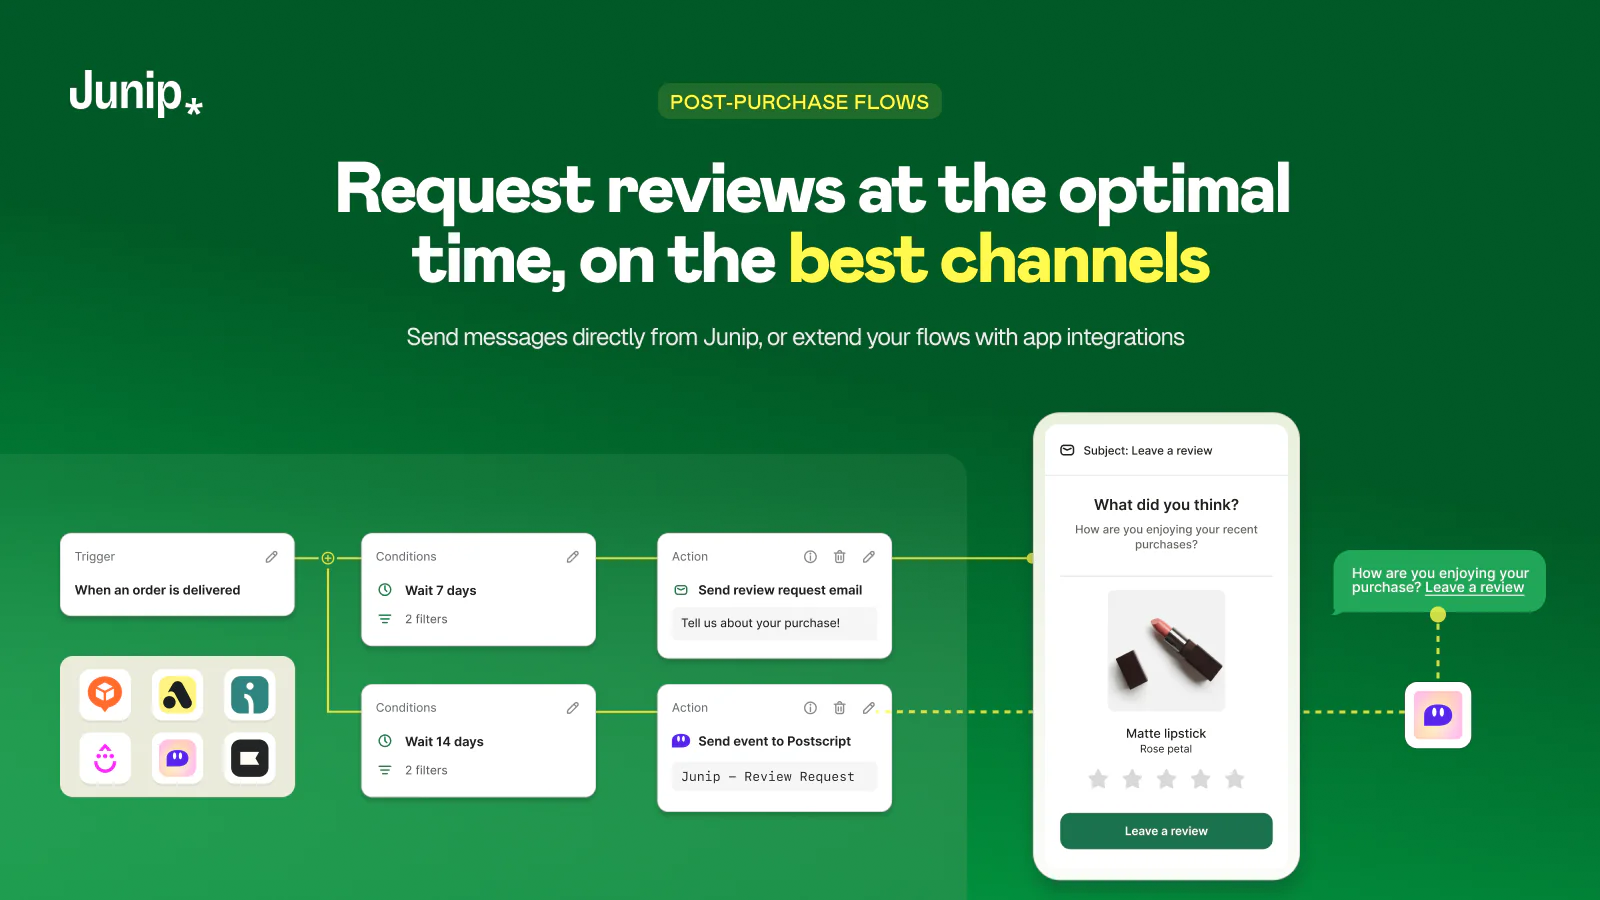 Junip*
POST-PURCHASE FLOWS
Request reviews at the optimal
time, on the best channels
Send messages directly from Junip, or extend your flows with app integrations
Trigger
When an order is delivered
Conditions
Wait 7 days
2 filters
Action
Send review request email
Tell us about your purchase!
Conditions
Wait 14 days
2 filters
Action
Send event to Postscript
Junip – Review Request
Subject: Leave a review
What did you think?
How are you enjoying your recent
purchases?
Matte lipstick
Rose petal
Leave a review
How are you enjoying your
purchase? Leave a review